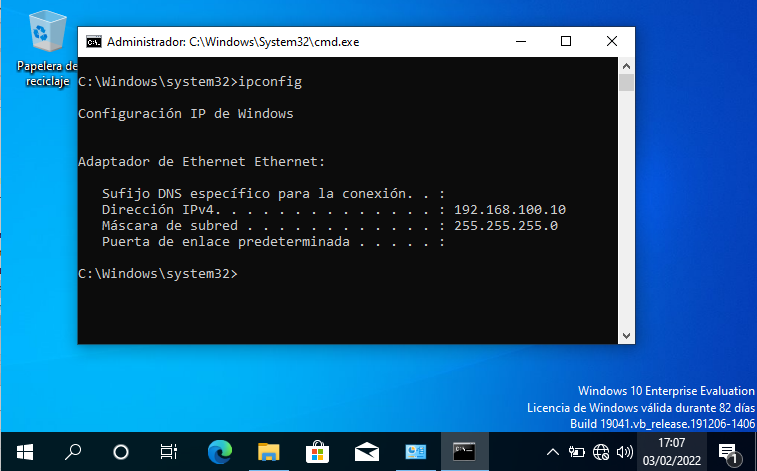 Papelera de
reciclaje
Administrador: C:\Windows\System32\cmd.exe
C:\Windows\system32>ipconfig
Configuración IP de Windows
Adaptador de Ethernet Ethernet:
Sufijo DNS específico para la conexión. . :
Dirección IPv4. . . . . . . . . . . . . . : 192.168.100.10
Máscara de subred . . . . . . . . . . . . : 255.255.255.0
Puerta de enlace predeterminada . . . . . :
C:\Windows\system32>
Windows 10 Enterprise Evaluation
Licencia de Windows válida durante 82 días
Build 19041.vb_release.191206-1406
17:07
03/02/2022
1